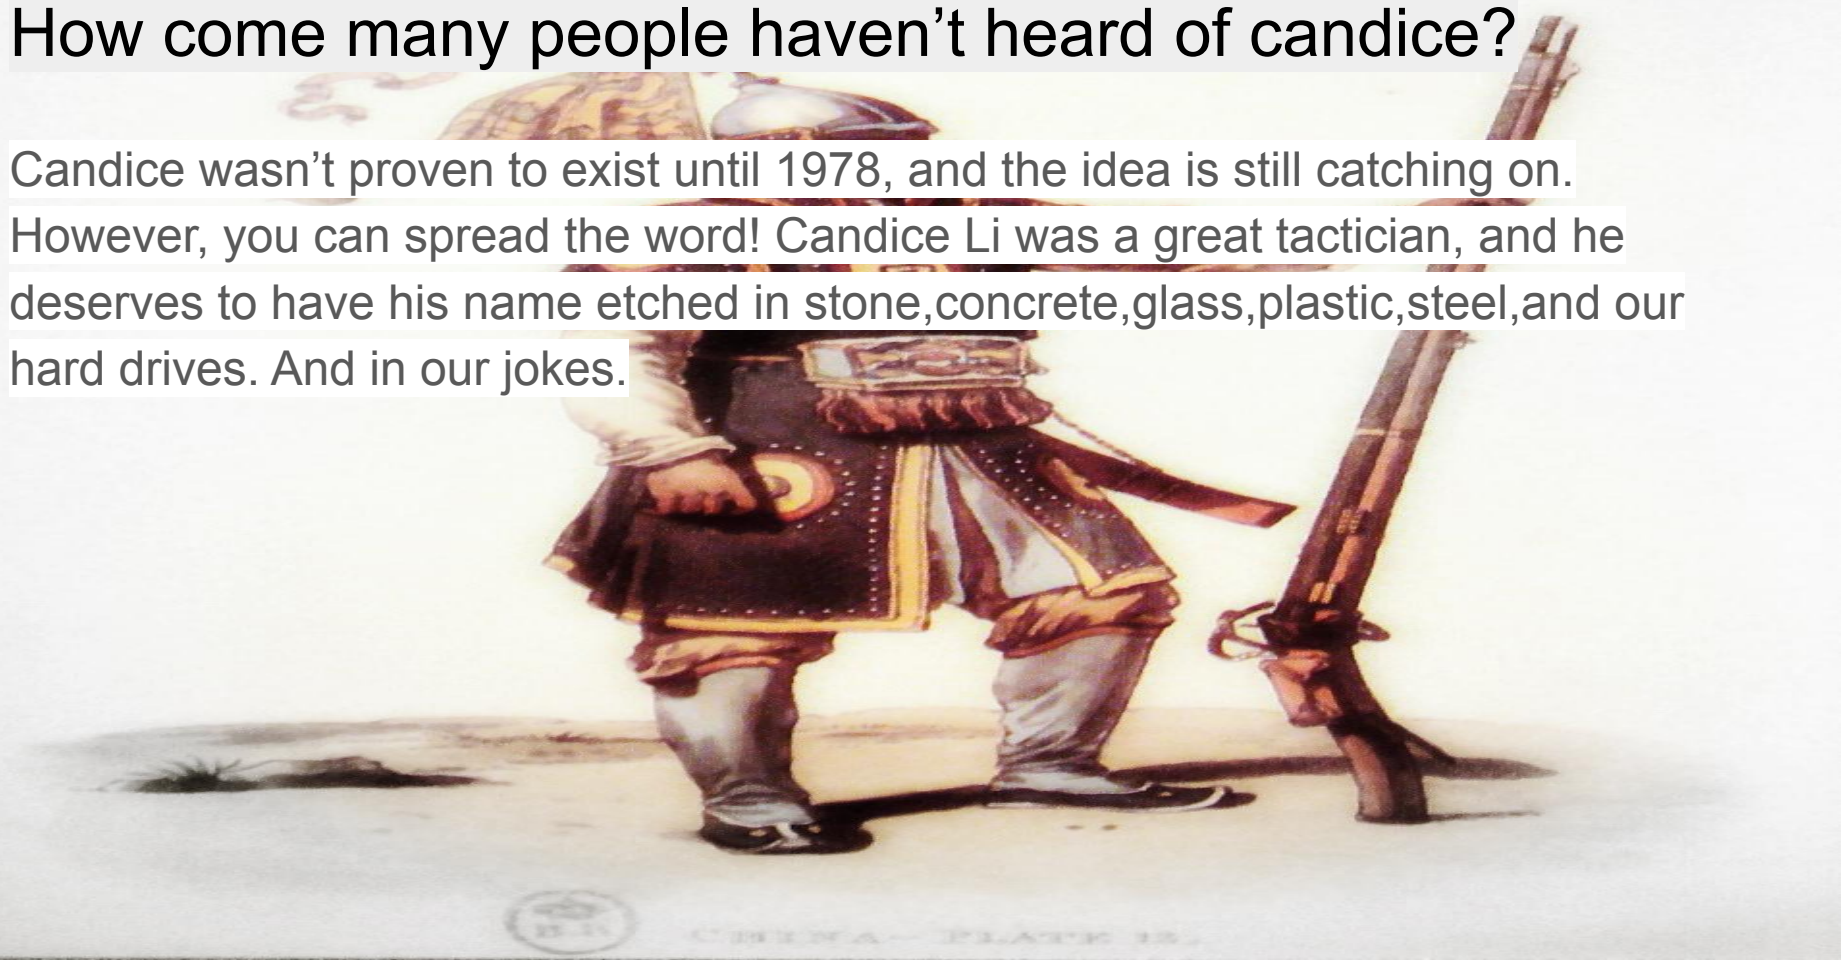 How come many people haven’t heard of candice?
Candice wasn’t proven to exist until 1978, and the idea is still catching on.
However, you can spread the word! Candice Li was a great tactician, and he
deserves to have his name etched in stone,concrete,glass,plastic,steel,and our
hard drives. And in our jokes.